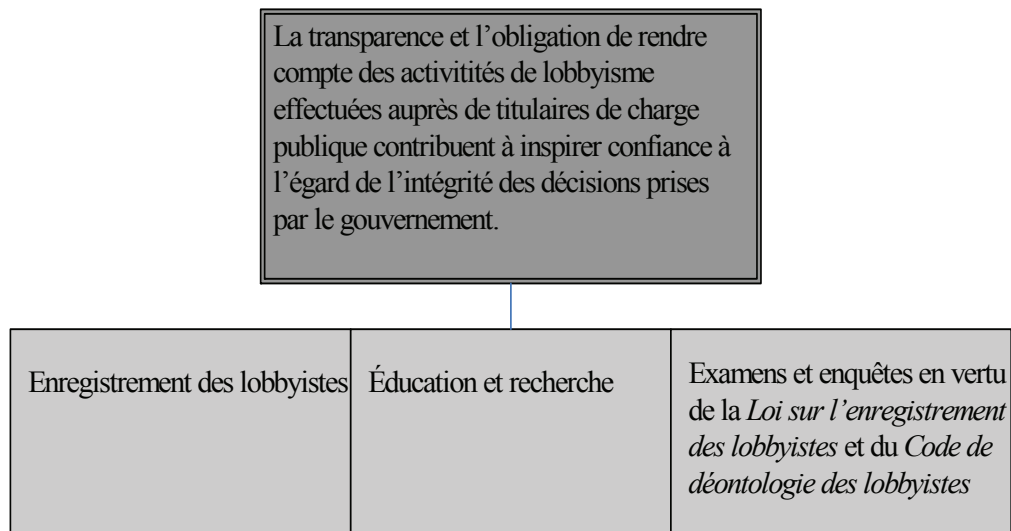 La transparence et l’obligation de rendre
compte des activitités de lobbyisme
effectuées auprès de titulaires de charge
publique contribuent à inspirer confiance à
l’égard de l’intégrité des décisions prises
par le gouvernement.
Enregistrement des lobbyistes
Éducation et recherche
Examens et enquêtes en vertu
de la Loi sur l’enregistrement
des lobbyistes et du Code de
déontologie des lobbyistes